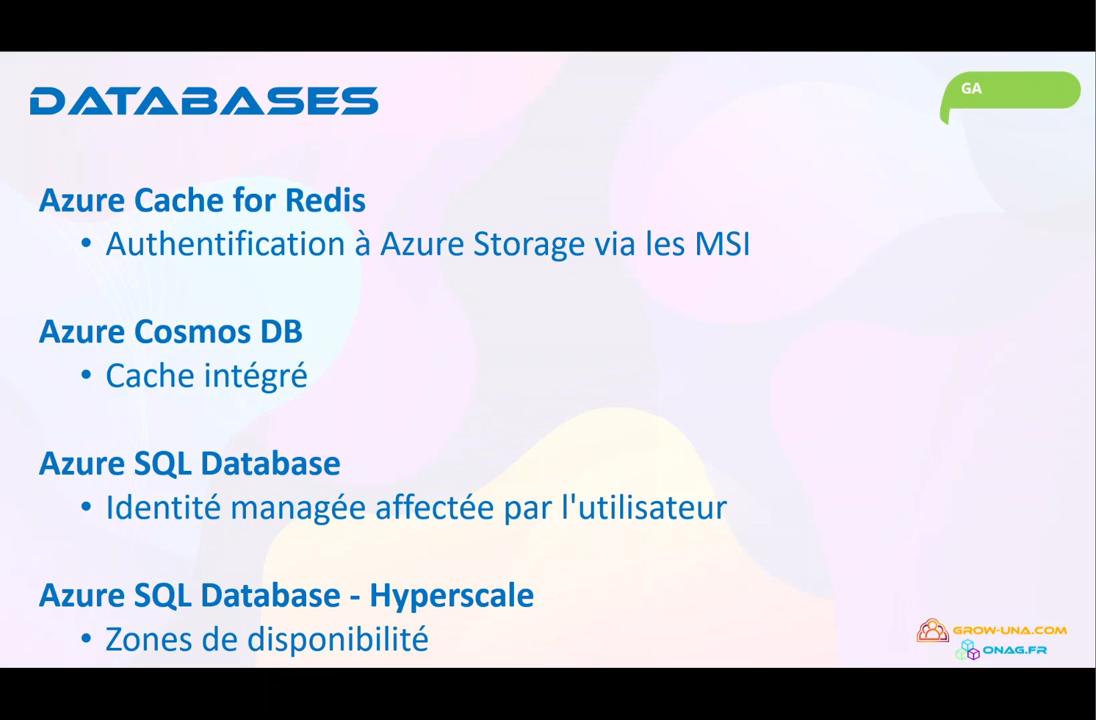 DATABASES
GA
Azure Cache for Redis
• Authentification à Azure Storage via les MSI
Azure Cosmos DB
• Cache intégré
Azure SQL Database
• Identité managée affectée par l'utilisateur
Azure SQL Database - Hyperscale
• Zones de disponibilité
GROW-UNA.COM
ONAG.FR